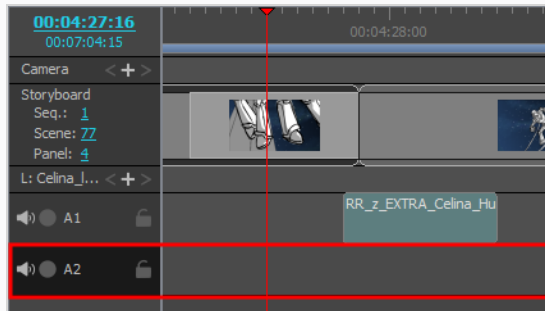 00:04:27:16
00:07:04:15
00:04:28:00
Camera < + >
Storyboard
Seq.: 1
Scene: 77
Panel: 4
L: Celina_l... < + >
A1
RR_z_EXTRA_Celina_Hu
A2